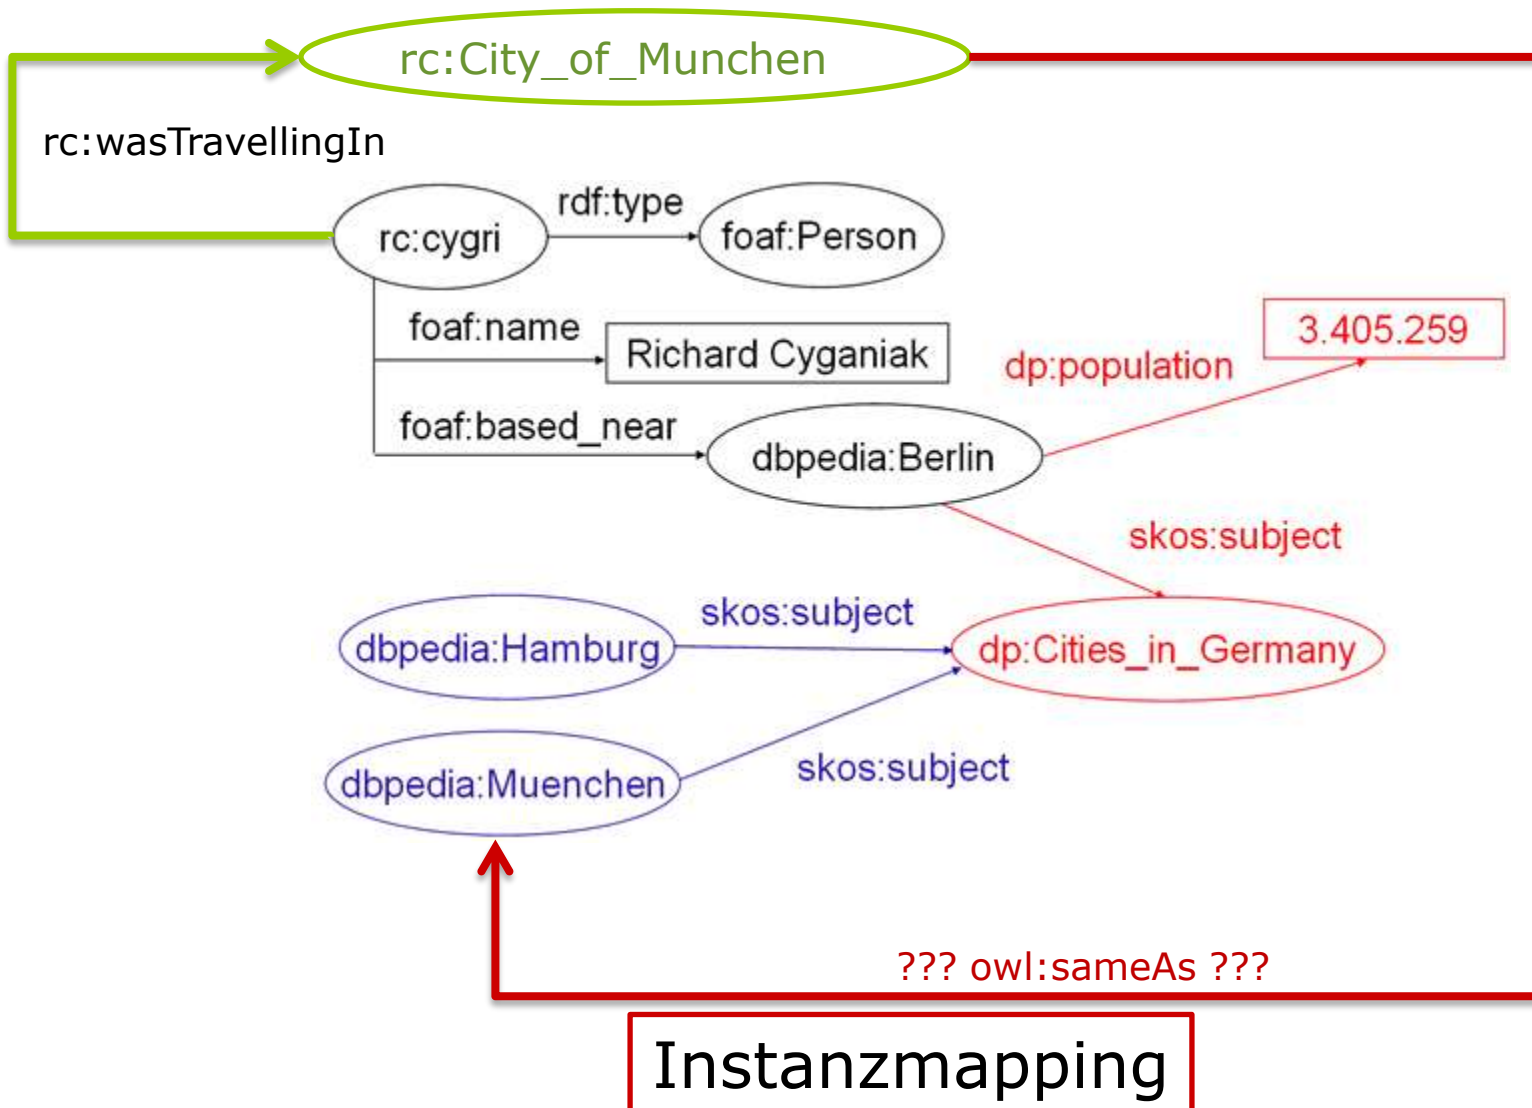 rc:City_of_Munchen
rc:wasTravellingIn
rdf:type
rc:cygri
foaf:Person
foaf:name
Richard Cyganiak
3.405.259
dp:population
foaf:based_near
dbpedia:Berlin
skos:subject
dbpedia:Hamburg
skos:subject
dp:Cities_in_Germany
dbpedia:Muenchen
skos:subject
??? owl:sameAs ???
Instanzmapping